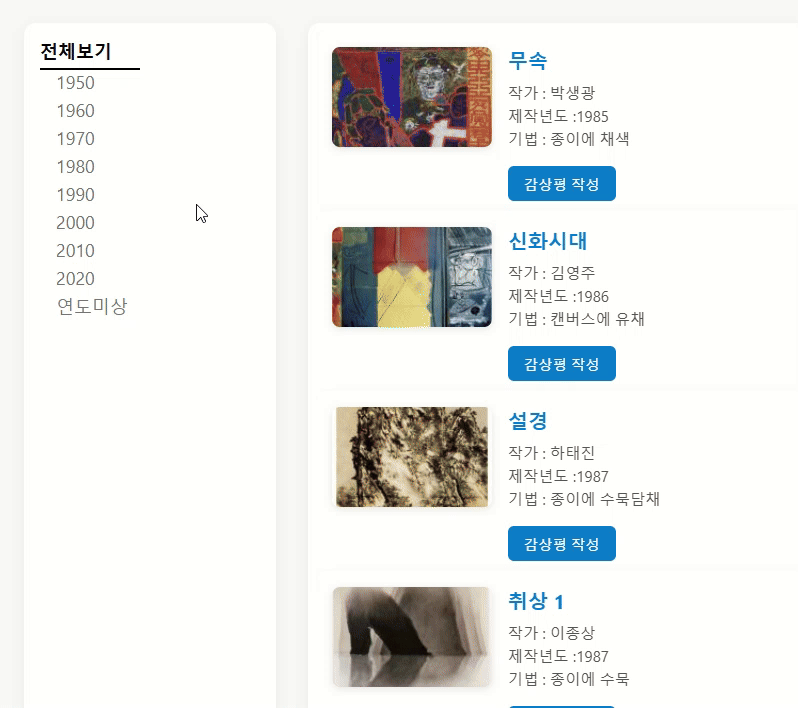 전체보기
1950
1960
1970
1980
1990
2000
2010
2020
연도미상
무속
작가 : 박생광
제작년도 :1985
기법 : 종이에 채색
감상평 작성
신화시대
작가 : 김영주
제작년도 :1986
기법 : 캔버스에 유채
감상평 작성
설경
작가 : 하태진
제작년도 :1987
기법 : 종이에 수묵담채
감상평 작성
취상 1
작가 : 이종상
제작년도 :1987
기법 : 종이에 수묵